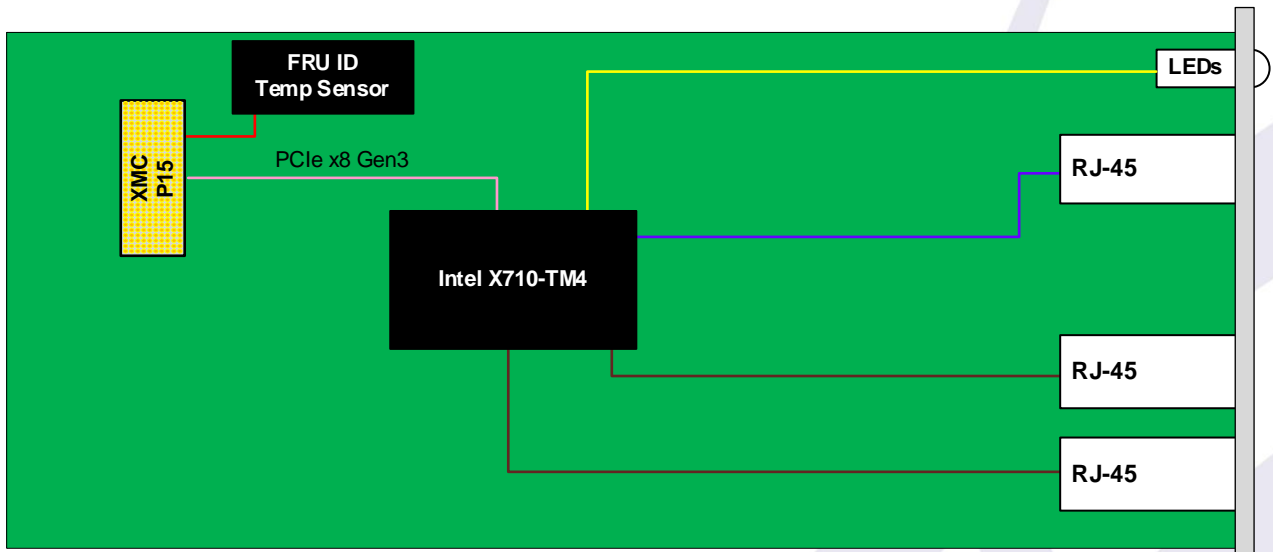 FRU ID
Temp Sensor
LEDs
XMC
P15
PCIe x8 Gen3
RJ-45
Intel X710-TM4
RJ-45
RJ-45